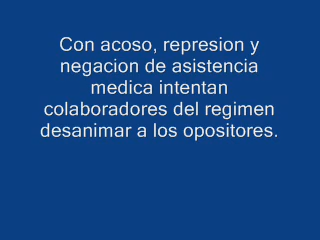 Con acoso, represion y
negacion de asistencia
medica intentan
colaboradores del regimen
desanimar a los opositores.